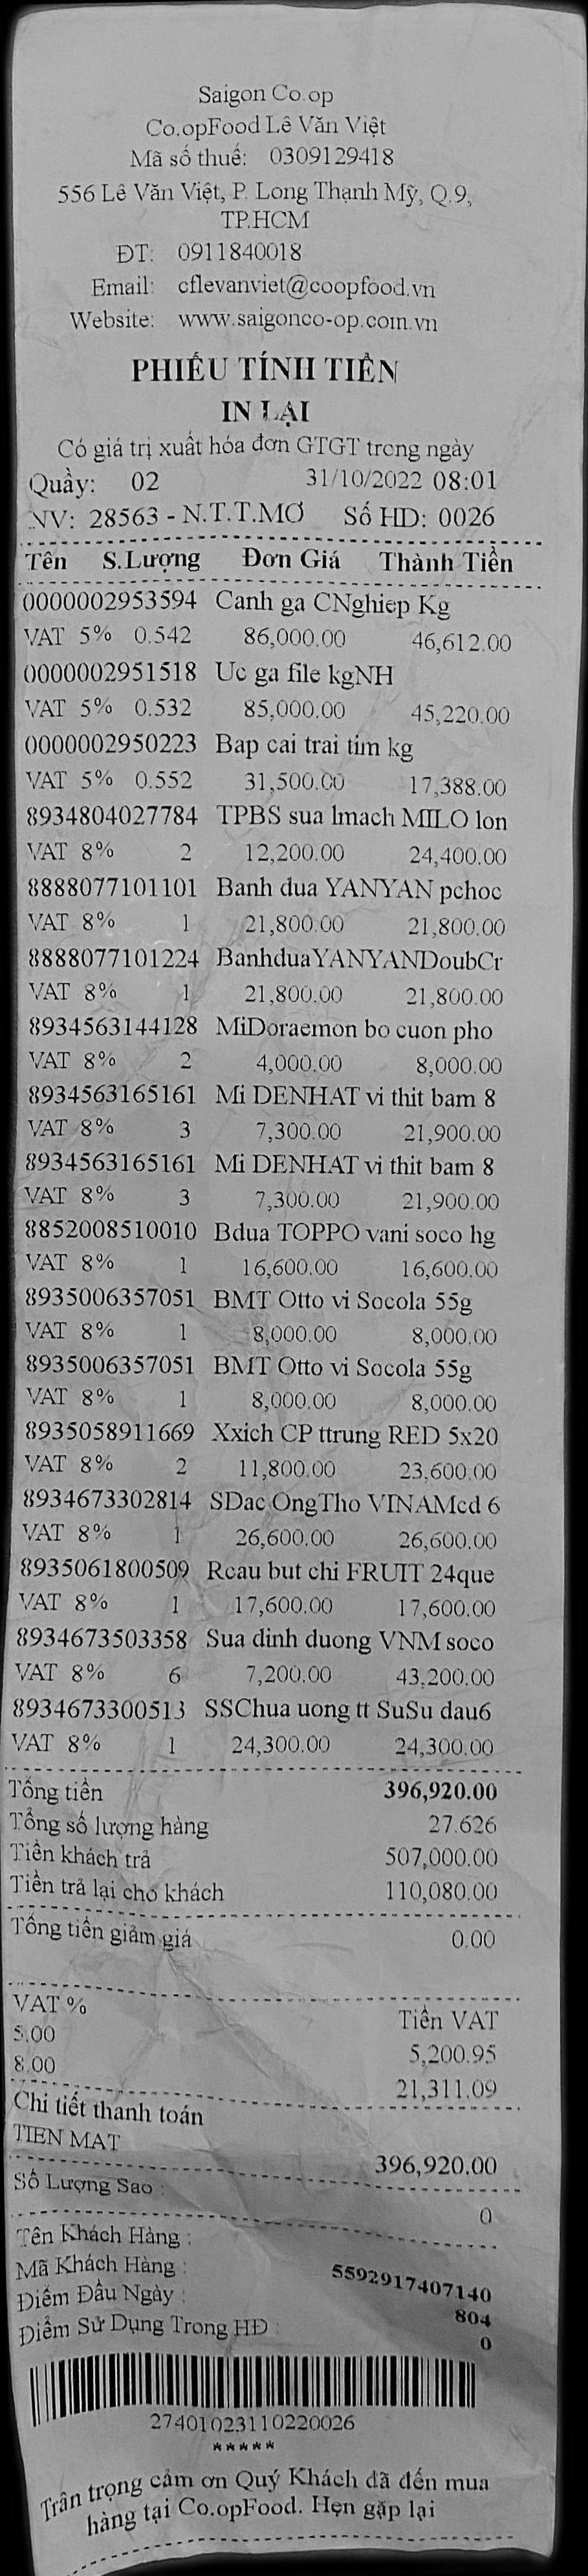 Saigon Co.op
Co.opFood Lê Văn Việt
Mã số thuế: 0309129418
556 Lê Văn Việt, P. Long Thạnh Mỹ, Q.9,
TP.HCM
ĐT: 0911840018
Email: cflevanviet@coopfood.vn
Website: www.saigonco-op.com.vn
PHIẾU TÍNH TIỀN
IN LẠI
Có giá trị xuất hóa đơn GTGT trong ngày
Quầy: 02 31/10/2022 08:01
NV: 28563 - N.T.T.MƠ Số HD: 0026
Tên S.Lượng Đơn Giá Thành Tiền
0000002953594 Canh ga CNghiep Kg
VAT 5% 0.542 86,000.00 46,612.00
0000002951518 Uc ga file kgNH
VAT 5% 0.532 85,000.00 45,220.00
0000002950223 Bap cai trai tim kg
VAT 5% 0.552 31,500.00 17,388.00
8934804027784 TPBS sua lmach MILO lon
VAT 8% 2 12,200.00 24,400.00
8888077101101 Banh dua YANYAN pchoc
VAT 8% 1 21,800.00 21,800.00
8888077101224 BanhduaYANYANDoubCr
VAT 8% 1 21,800.00 21,800.00
8934563144128 MiDoraemon bo cuon pho
VAT 8% 2 4,000.00 8,000.00
8934563165161 Mi DENHAT vi thit bam 8
VAT 8% 3 7,300.00 21,900.00
8934563165161 Mi DENHAT vi thit bam 8
VAT 8% 3 7,300.00 21,900.00
8852008510010 Bdua TOPPO vani soco hg
VAT 8% 1 16,600.00 16,600.00
8935006357051 BMT Otto vi Socola 55g
VAT 8% 1 8,000.00 8,000.00
8935006357051 BMT Otto vi Socola 55g
VAT 8% 1 8,000.00 8,000.00
8935058911669 Xxich CP ttrung RED 5x20
VAT 8% 2 11,800.00 23,600.00
8934673302814 SDac OngTho VINAMcd 6
VAT 8% 1 26,600.00 26,600.00
8935061800509 Rcau but chi FRUIT 24que
VAT 8% 1 17,600.00 17,600.00
8934673503358 Sua dinh duong VNM soco
VAT 8% 6 7,200.00 43,200.00
8934673300513 SSChua uong tt SuSu dau6
VAT 8% 1 24,300.00 24,300.00
Tổng tiền 396,920.00
Tổng số lượng hàng 27.626
Tiền khách trả 507,000.00
Tiền trả lại cho khách 110,080.00
Tổng tiền giảm giá 0.00
VAT % Tiền VAT
5.00 5,200.95
8.00 21,311.09
Chi tiết thanh toán
TIEN MAT 396,920.00
Số Lượng Sao : 0
Tên Khách Hàng :
Mã Khách Hàng : 5592917407140
Điểm Đầu Ngày : 804
Điểm Sử Dụng Trong HĐ : 0
27401023110220026
*****
Trân trọng cảm ơn Quý Khách đã đến mua
hàng tại Co.opFood. Hẹn gặp lại